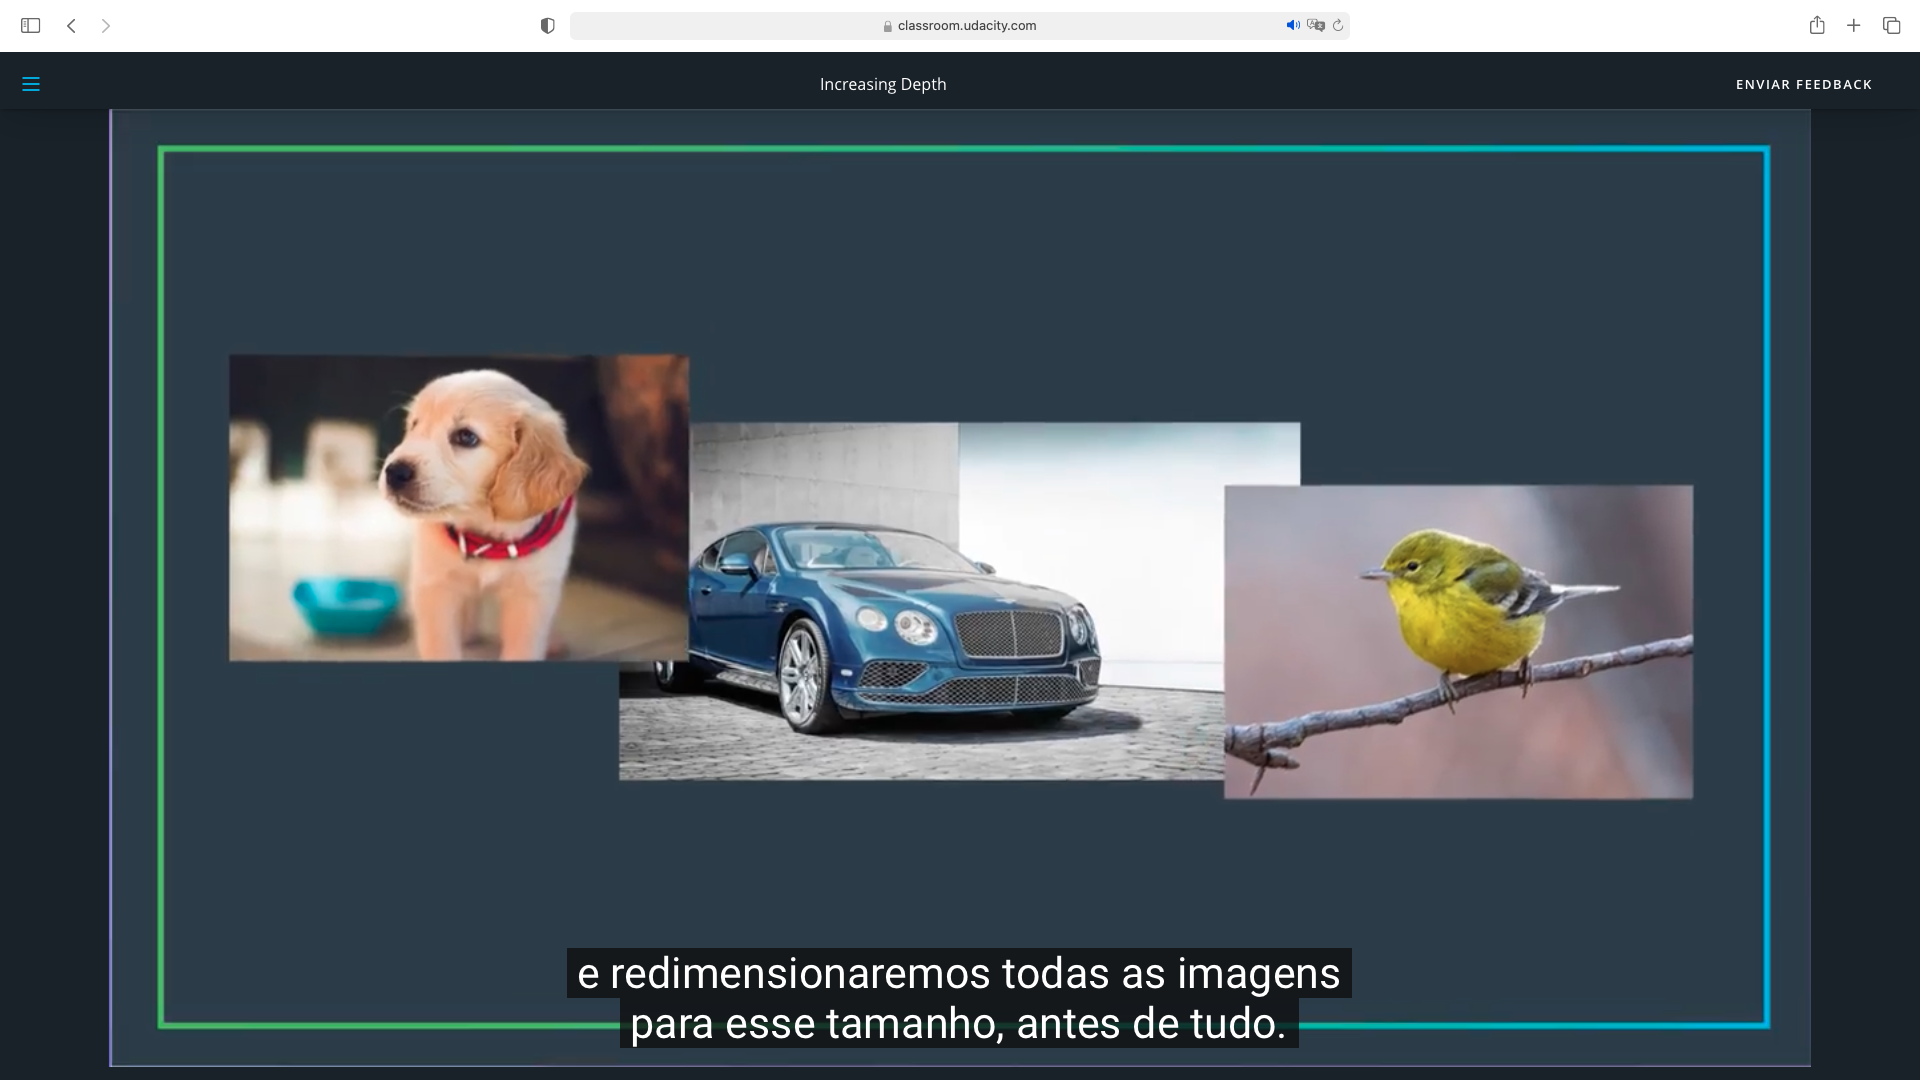 classroom.udacity.com
Increasing Depth
ENVIAR FEEDBACK
e redimensionaremos todas as imagens
para esse tamanho, antes de tudo.